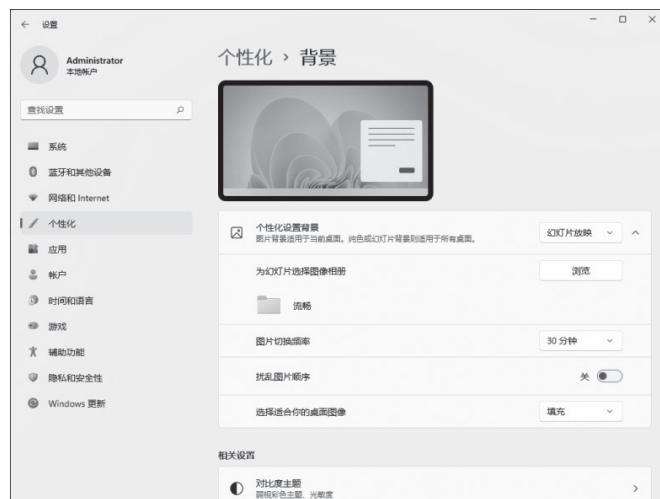 设置
Administrator
本地帐户
查找设置
系统
蓝牙和其他设备
网络和 Internet
个性化
应用
帐户
时间和语言
游戏
辅助功能
隐私和安全性
Windows 更新
个性化 › 背景
个性化设置背景
图片背景适用于当前桌面。纯色或幻灯片背景则适用于所有桌面。
幻灯片放映
为幻灯片选择图像相册
浏览
流畅
图片切换频率
30 分钟
扰乱图片顺序
关
选择适合你的桌面图像
填充
相关设置
对比度主题
弱视彩色主题、光敏度